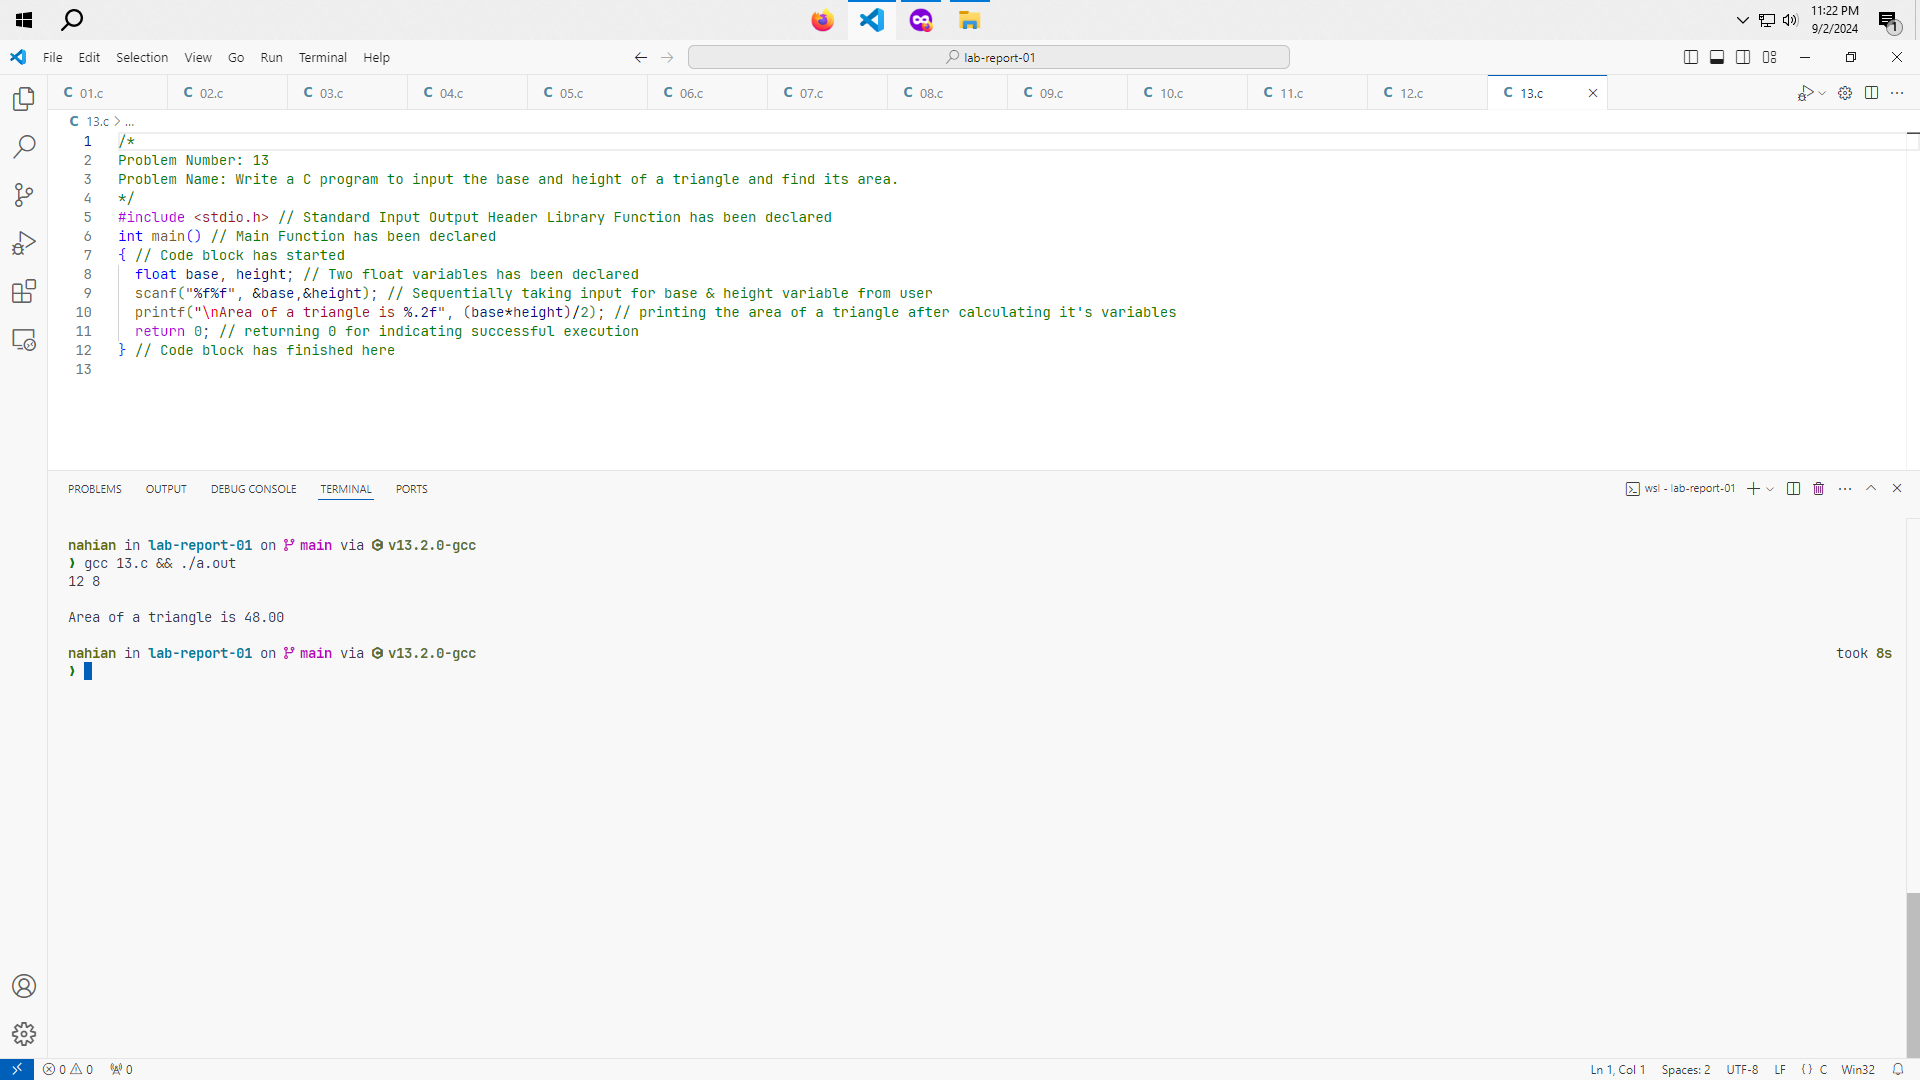 11:22 PM
9/2/2024
1
File Edit Selection View Go Run Terminal Help
lab-report-01
C 01.c C 02.c C 03.c C 04.c C 05.c C 06.c C 07.c C 08.c C 09.c C 10.c C 11.c C 12.c C 13.c
C 13.c > ...
1 /*
2 Problem Number: 13
3 Problem Name: Write a C program to input the base and height of a triangle and find its area.
4 */
5 #include <stdio.h> // Standard Input Output Header Library Function has been declared
6 int main() // Main Function has been declared
7 { // Code block has started
8 float base, height; // Two float variables has been declared
9 scanf("%f%f", &base,&height); // Sequentially taking input for base & height variable from user
10 printf("\nArea of a triangle is %.2f", (base*height)/2); // printing the area of a triangle after calculating it's variables
11 return 0; // returning 0 for indicating successful execution
12 } // Code block has finished here
13
PROBLEMS OUTPUT DEBUG CONSOLE TERMINAL PORTS
wsl - lab-report-01
nahian in lab-report-01 on main via C v13.2.0-gcc
❯ gcc 13.c && ./a.out
12 8
Area of a triangle is 48.00
nahian in lab-report-01 on main via C v13.2.0-gcc took 8s
❯
0 0 0
Ln 1, Col 1 Spaces: 2 UTF-8 LF {} C Win32